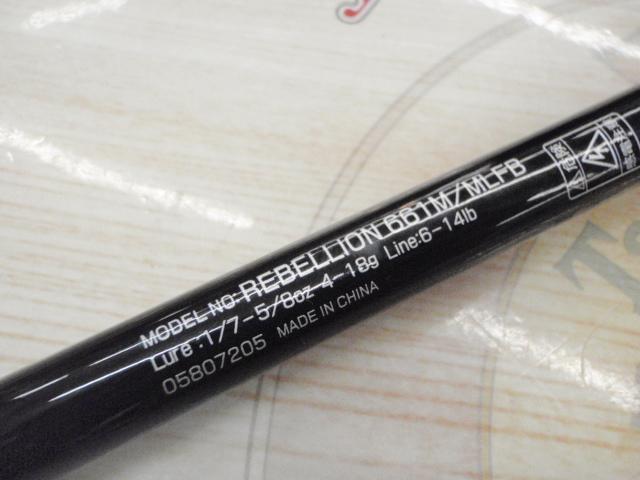 MODEL NO:REBELLION 661M/MLFB
Lure :1/7-5/8oz 4-18g Line:6-14lb
05807205 MADE IN CHINA